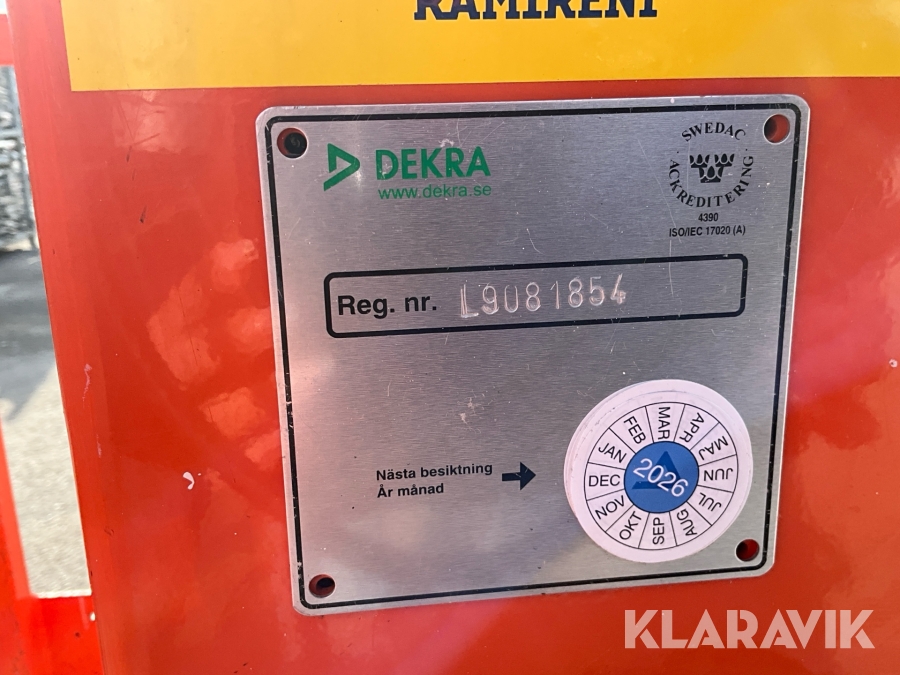 RAMIRENT
DEKRA
www.dekra.se
SWEDAC
ACKREDITERING
4390
ISO/IEC 17020 (A)
Reg. nr. L9081854
Nästa besiktning
År månad
JAN
FEB
MAR
APR
MAJ
JUN
JUL
AUG
SEP
OKT
NOV
DEC
2026
KLARAVIK